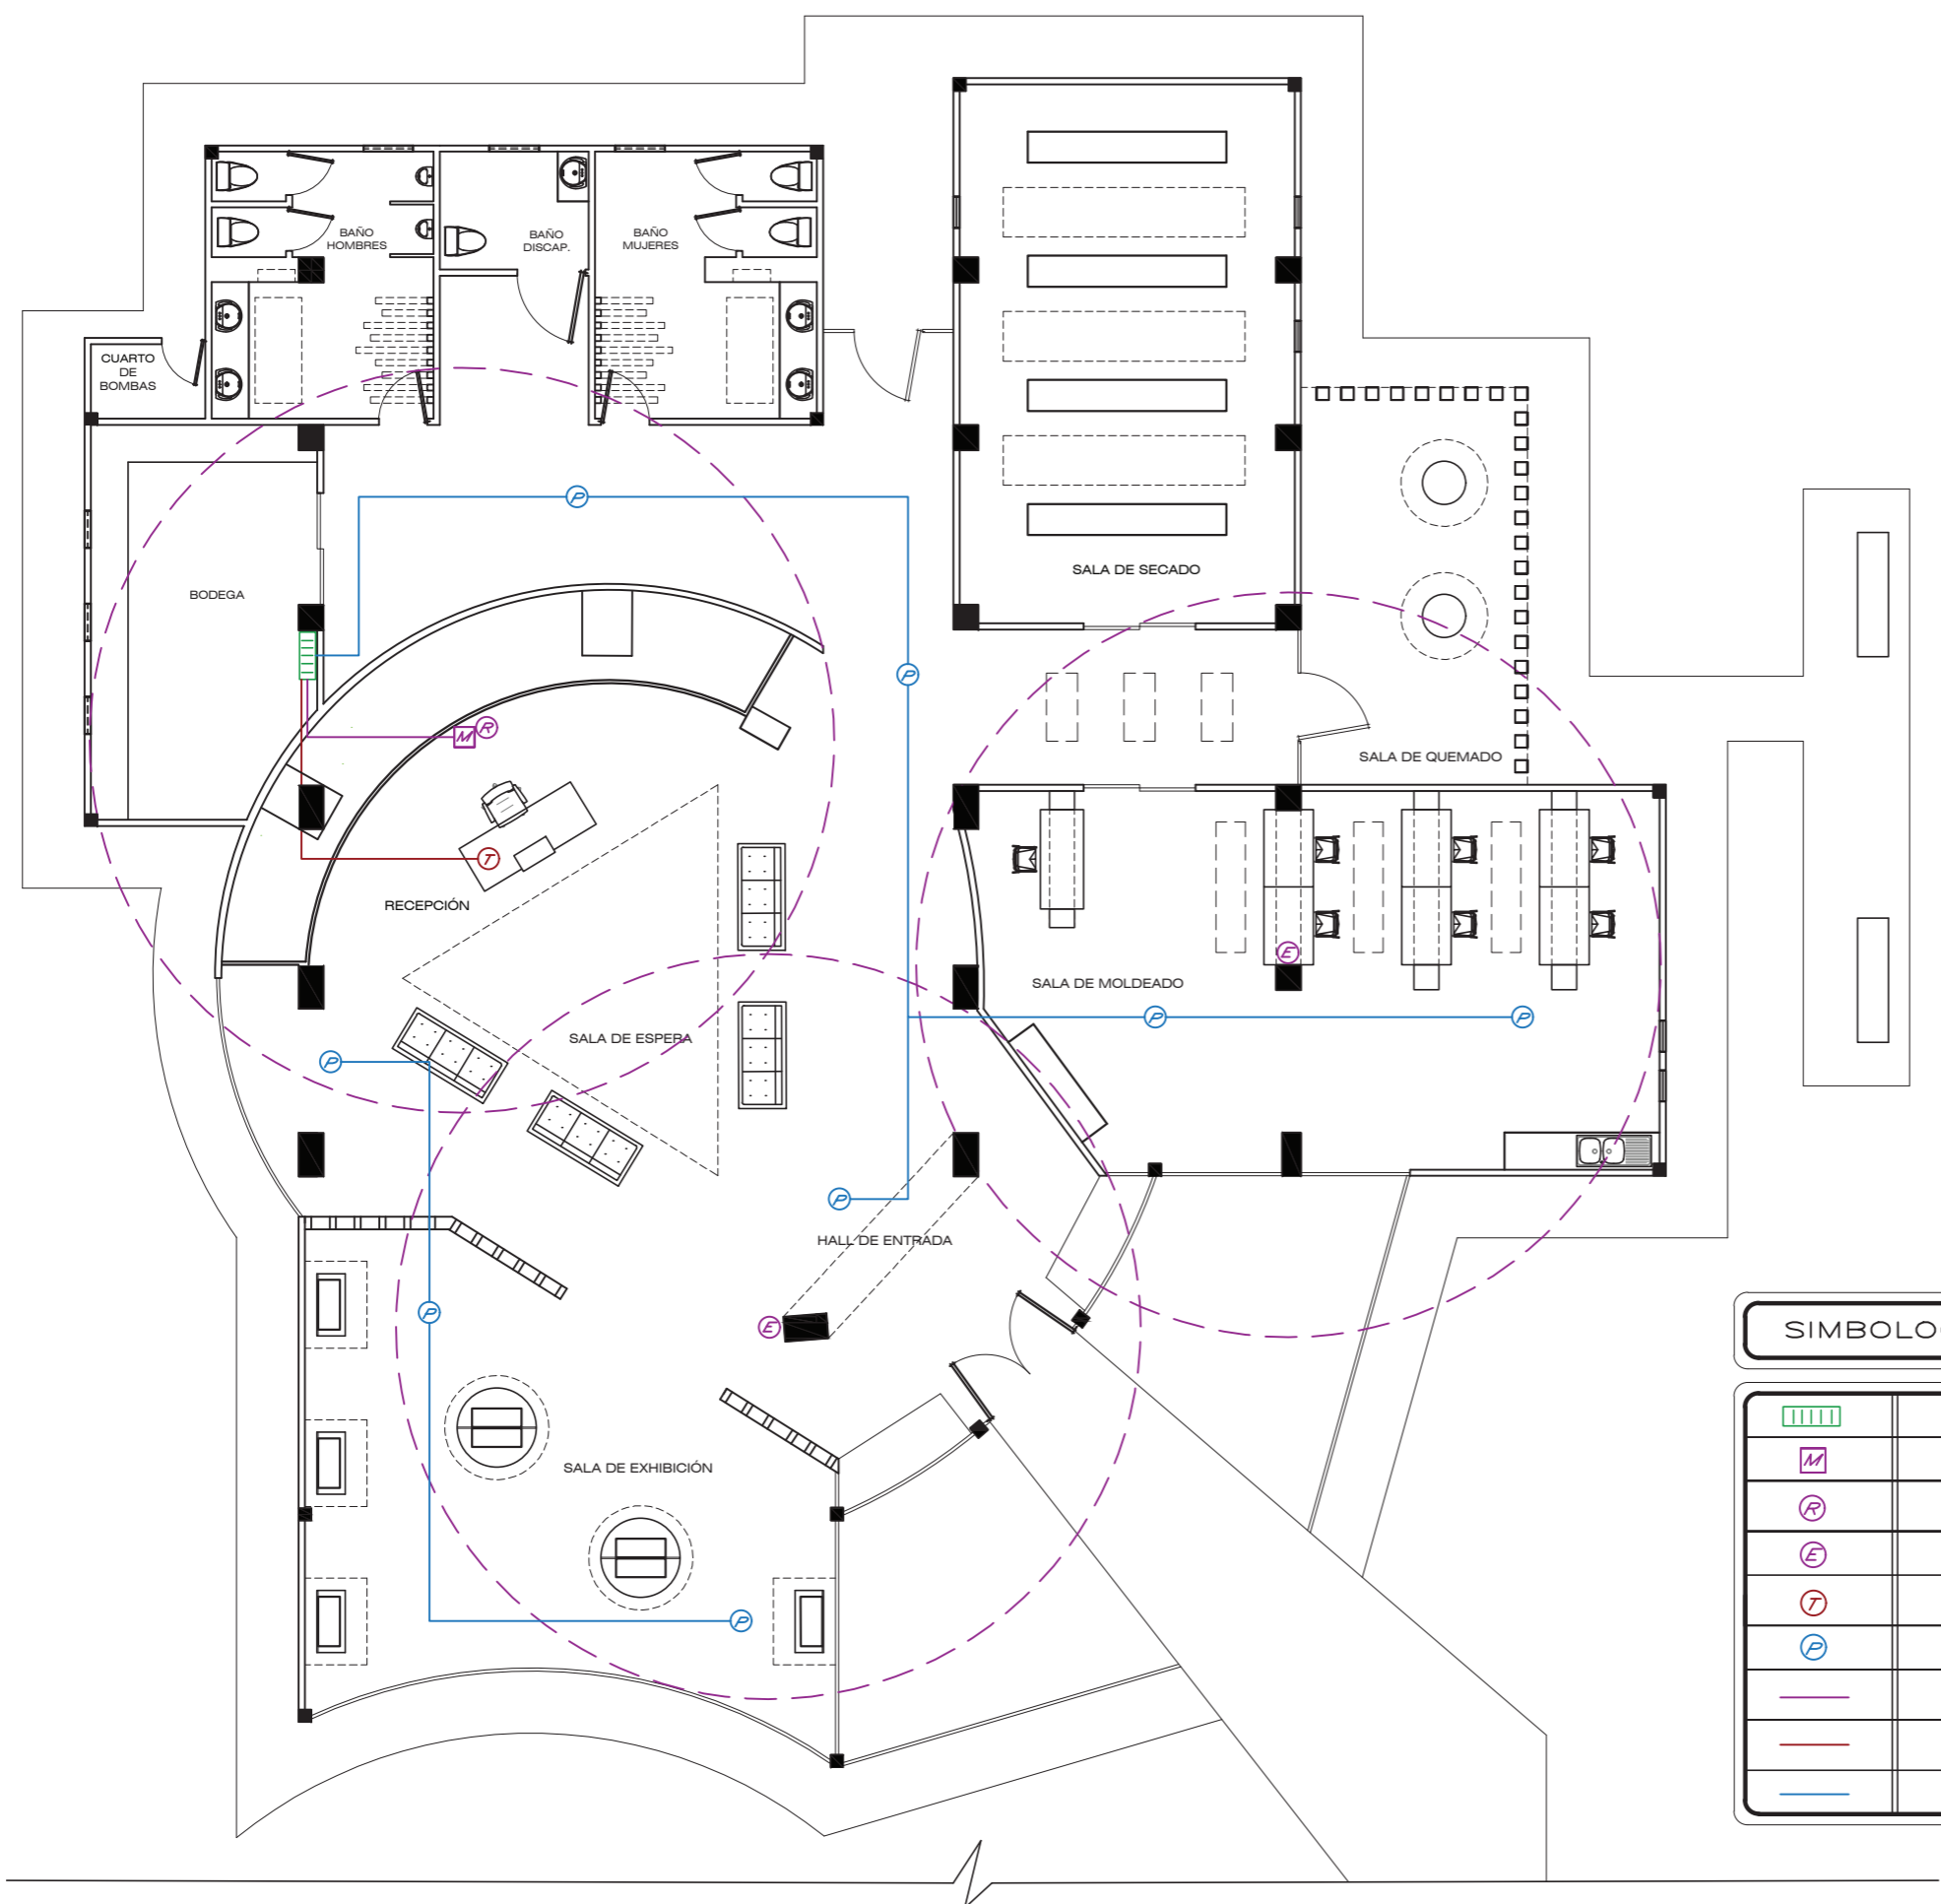 BAÑO
HOMBRES
BAÑO
DISCAP.
BAÑO
MUJERES
CUARTO
DE
BOMBAS
P
SALA DE SECADO
BODEGA
P
M
R
SALA DE QUEMADO
T
RECEPCIÓN
E
SALA DE MOLDEADO
P
P
SALA DE ESPERA
P
P
HALL DE ENTRADA
P
E
SALA DE EXHIBICIÓN
P
SIMBOLO
M
R
E
T
P